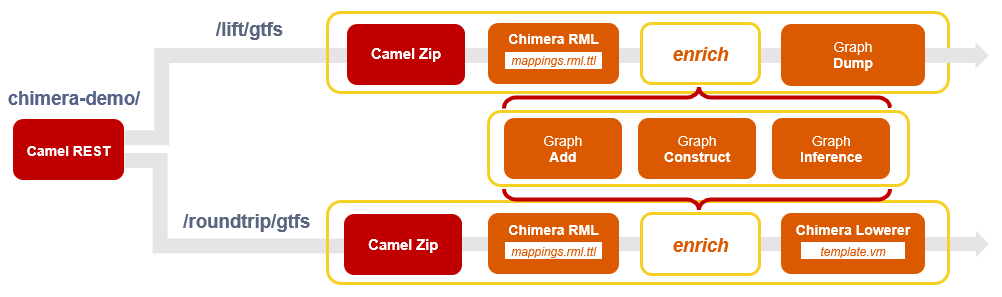 /lift/gtfs
Camel Zip
Chimera RML
mappings.rml.ttl
enrich
Graph
Dump
chimera-demo/
Camel REST
Graph
Add
Graph
Construct
Graph
Inference
/roundtrip/gtfs
Camel Zip
Chimera RML
mappings.rml.ttl
enrich
Chimera Lowerer
template.vm